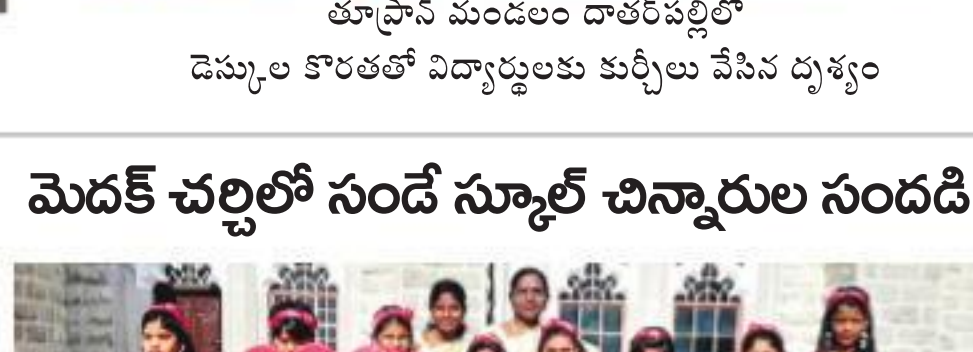 తూప్రాన్ మండలం దాతర్‌పల్లిలో
డెస్కుల కొరతతో విద్యార్థులకు కుర్చీలు వేసిన దృశ్యం
మెదక్ చర్చిలో సండే స్కూల్ చిన్నారుల సందడి